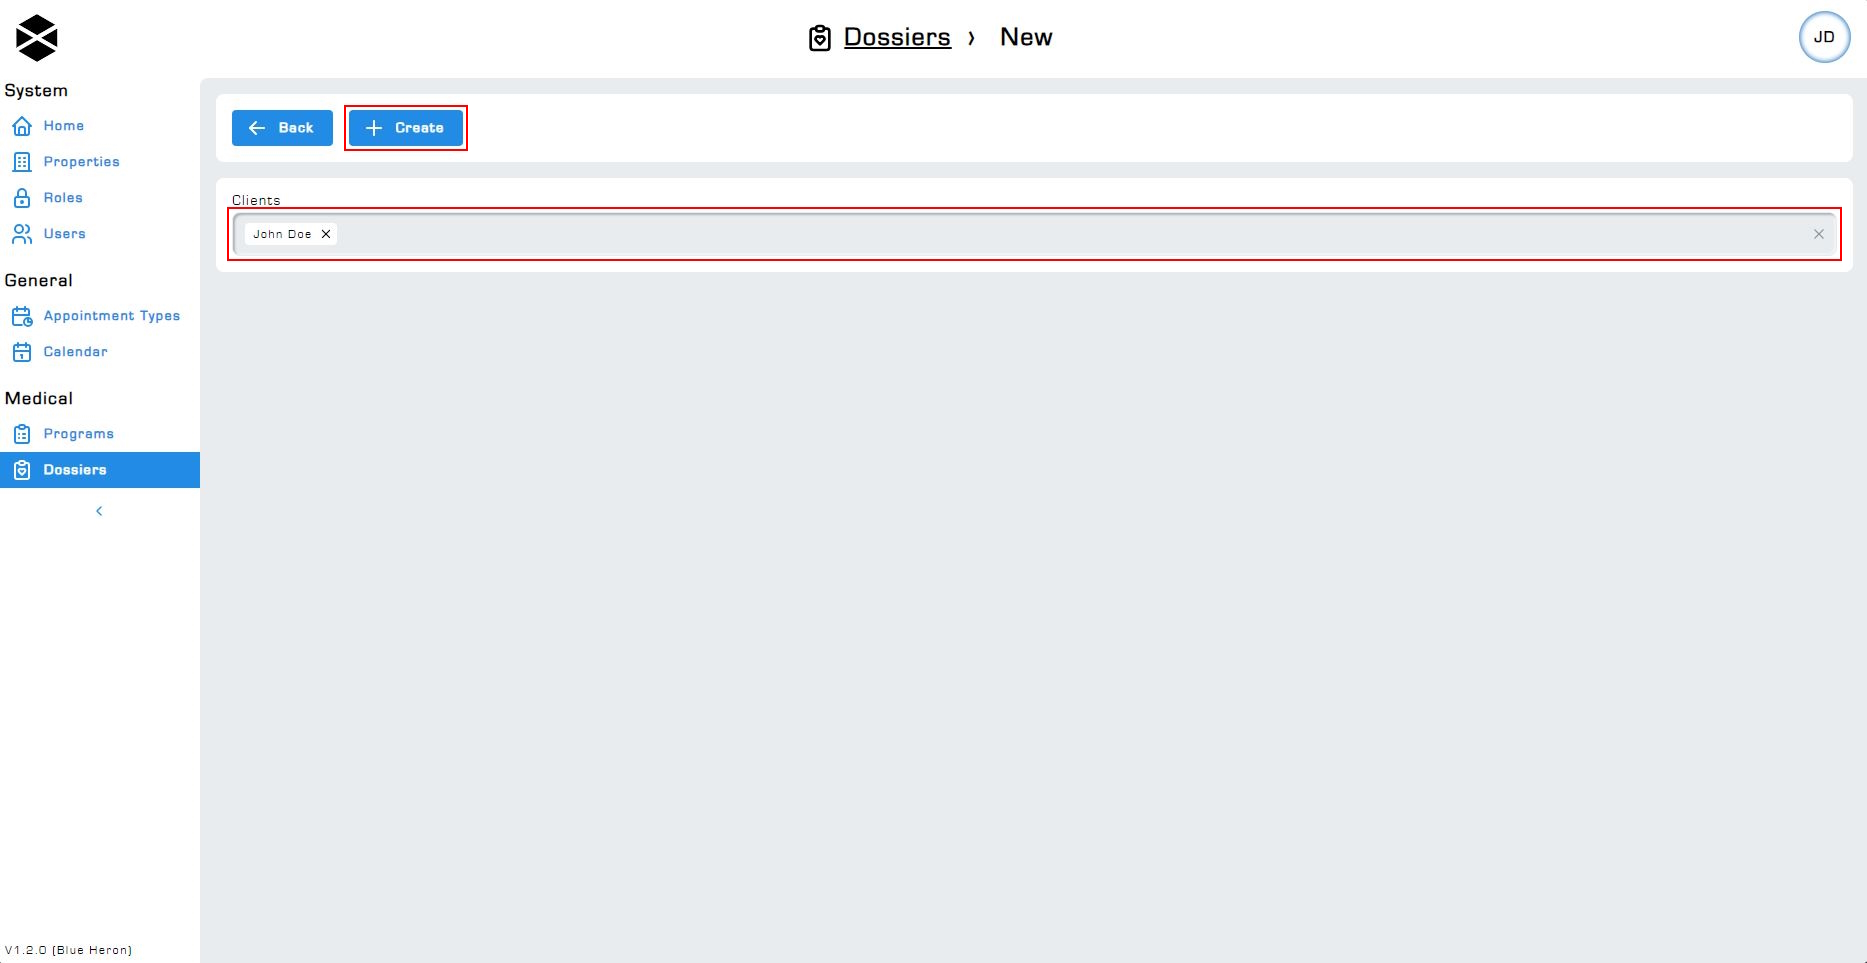 Dossiers › New
JD
System
Home
Properties
Roles
Users
General
Appointment Types
Calendar
Medical
Programs
Dossiers
Back
Create
Clients
John Doe
V1.2.0 (Blue Heron)